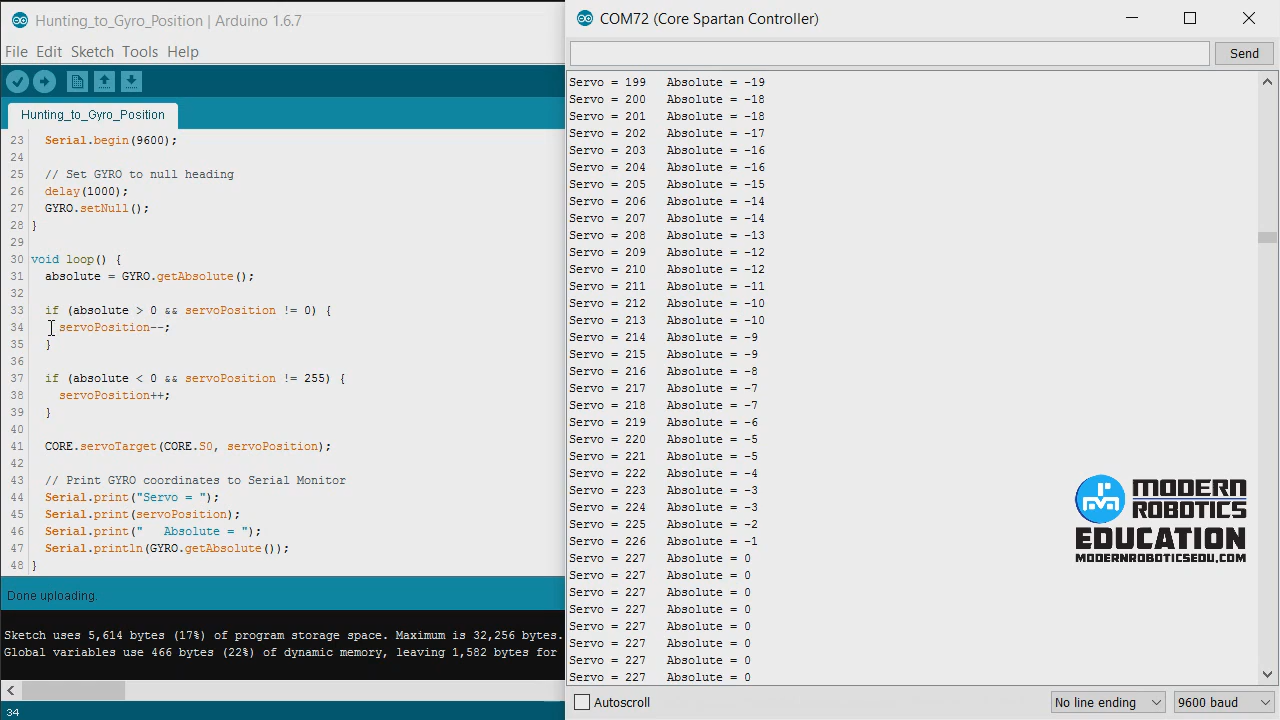 Hunting_to_Gyro_Position | Arduino 1.6.7
File Edit Sketch Tools Help
Hunting_to_Gyro_Position
23 Serial.begin(9600);
24
25 // Set GYRO to null heading
26 delay(1000);
27 GYRO.setNull();
28 }
29
30 void loop() {
31 absolute = GYRO.getAbsolute();
32
33 if (absolute > 0 && servoPosition != 0) {
34 servoPosition--;
35 }
36
37 if (absolute < 0 && servoPosition != 255) {
38 servoPosition++;
39 }
40
41 CORE.servoTarget(CORE.S0, servoPosition);
42
43 // Print GYRO coordinates to Serial Monitor
44 Serial.print("Servo = ");
45 Serial.print(servoPosition);
46 Serial.print("   Absolute = ");
47 Serial.println(GYRO.getAbsolute());
48 }
Done uploading.
Sketch uses 5,614 bytes (17%) of program storage space. Maximum is 32,256 bytes.
Global variables use 466 bytes (22%) of dynamic memory, leaving 1,582 bytes for
34
COM72 (Core Spartan Controller)
Send
Servo = 199 Absolute = -19
Servo = 200 Absolute = -18
Servo = 201 Absolute = -18
Servo = 202 Absolute = -17
Servo = 203 Absolute = -16
Servo = 204 Absolute = -16
Servo = 205 Absolute = -15
Servo = 206 Absolute = -14
Servo = 207 Absolute = -14
Servo = 208 Absolute = -13
Servo = 209 Absolute = -12
Servo = 210 Absolute = -12
Servo = 211 Absolute = -11
Servo = 212 Absolute = -10
Servo = 213 Absolute = -10
Servo = 214 Absolute = -9
Servo = 215 Absolute = -9
Servo = 216 Absolute = -8
Servo = 217 Absolute = -7
Servo = 218 Absolute = -7
Servo = 219 Absolute = -6
Servo = 220 Absolute = -5
Servo = 221 Absolute = -5
Servo = 222 Absolute = -4
Servo = 223 Absolute = -3
Servo = 224 Absolute = -3
Servo = 225 Absolute = -2
Servo = 226 Absolute = -1
Servo = 227 Absolute = 0
Servo = 227 Absolute = 0
Servo = 227 Absolute = 0
Servo = 227 Absolute = 0
Servo = 227 Absolute = 0
Servo = 227 Absolute = 0
Servo = 227 Absolute = 0
Servo = 227 Absolute = 0
MODERN
ROBOTICS
EDUCATION
MODERNROBOTICSEDU.COM
Autoscroll
No line ending
9600 baud